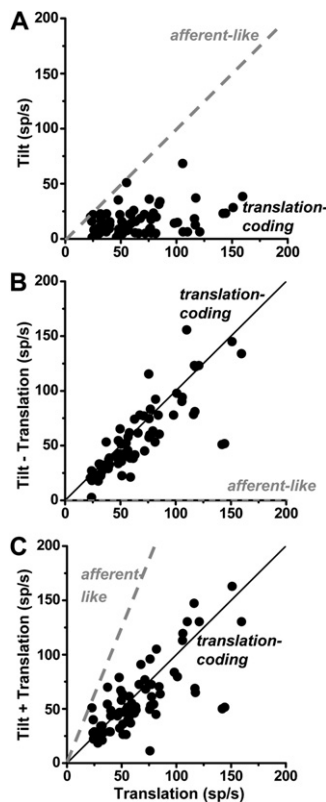 A
200
150
100
50
0
Tilt (sp/s)
afferent-like
translation-
coding
0 50 100 150 200
B
200
150
100
50
0
Tilt - Translation (sp/s)
translation-
coding
afferent-like
0 50 100 150 200
C
200
150
100
50
0
Tilt + Translation (sp/s)
afferent-
like
translation-
coding
0 50 100 150 200
Translation (sp/s)